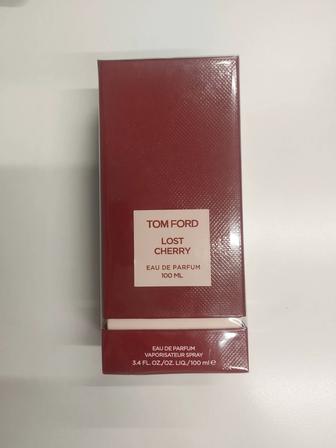 TOM FORD
LOST
CHERRY
EAU DE PARFUM
100 ML
EAU DE PARFUM
VAPORISATEUR SPRAY
3.4 FL.OZ./OZ. LIQ./100 ml ℮